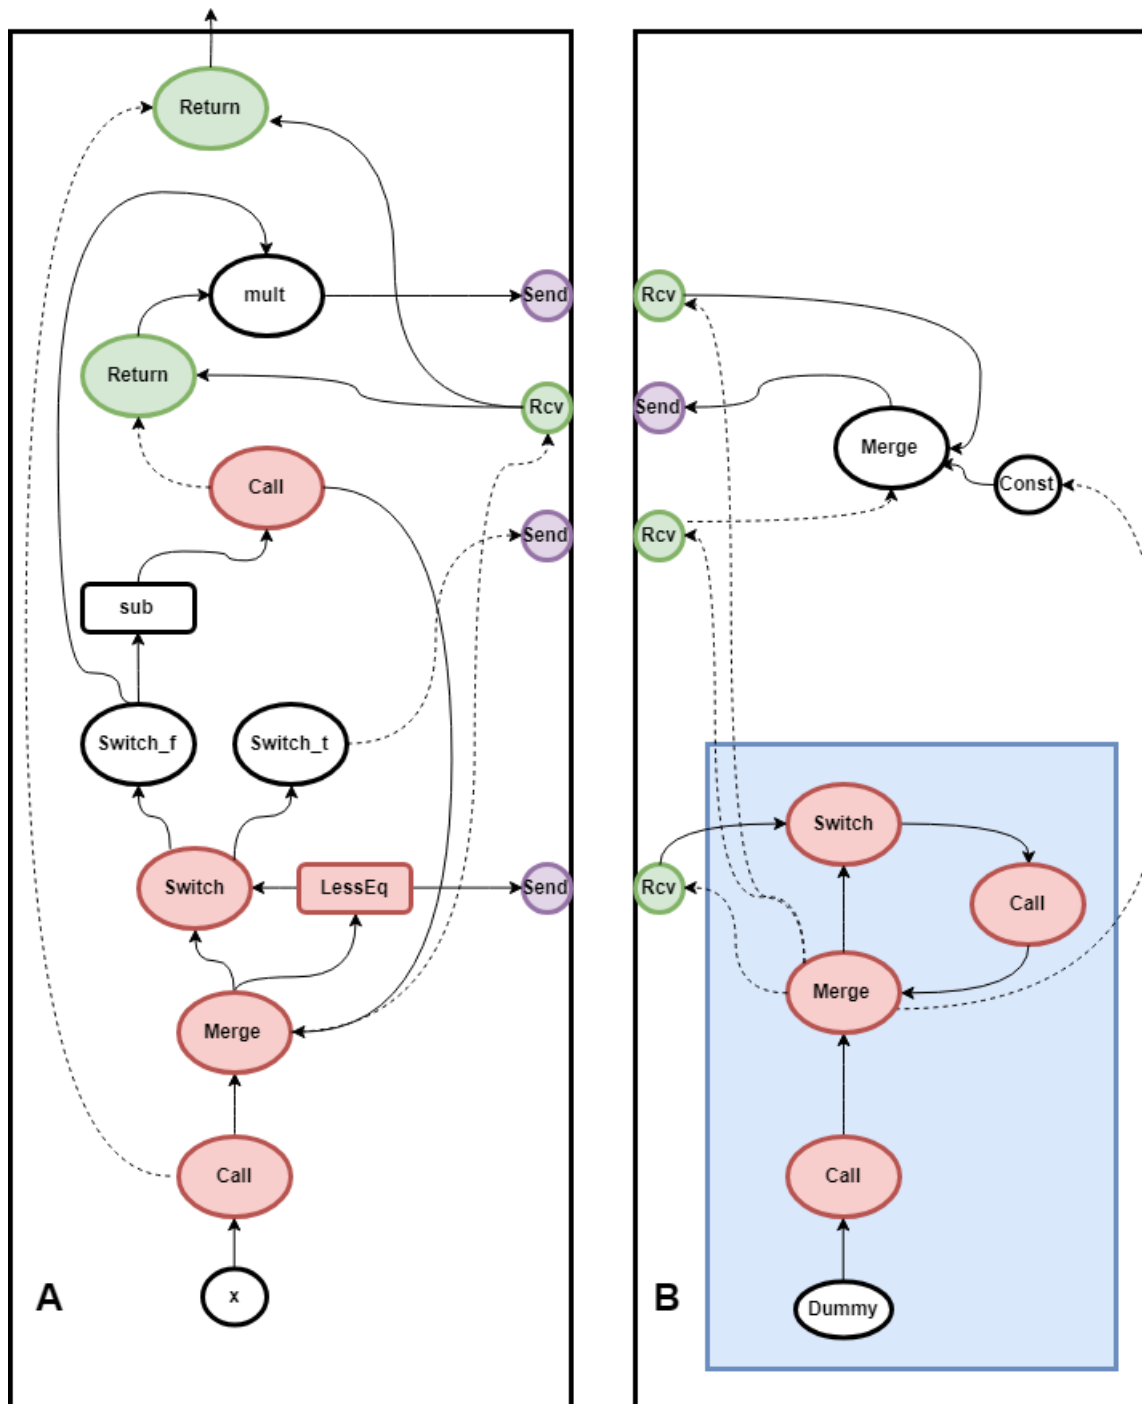 Return
mult
Send
Rcv
Return
Rcv
Send
Merge
Call
Const
Send
Rcv
sub
Switch_f
Switch_t
Switch
Switch
LessEq
Send
Rcv
Call
Merge
Merge
Call
Call
A
x
B
Dummy